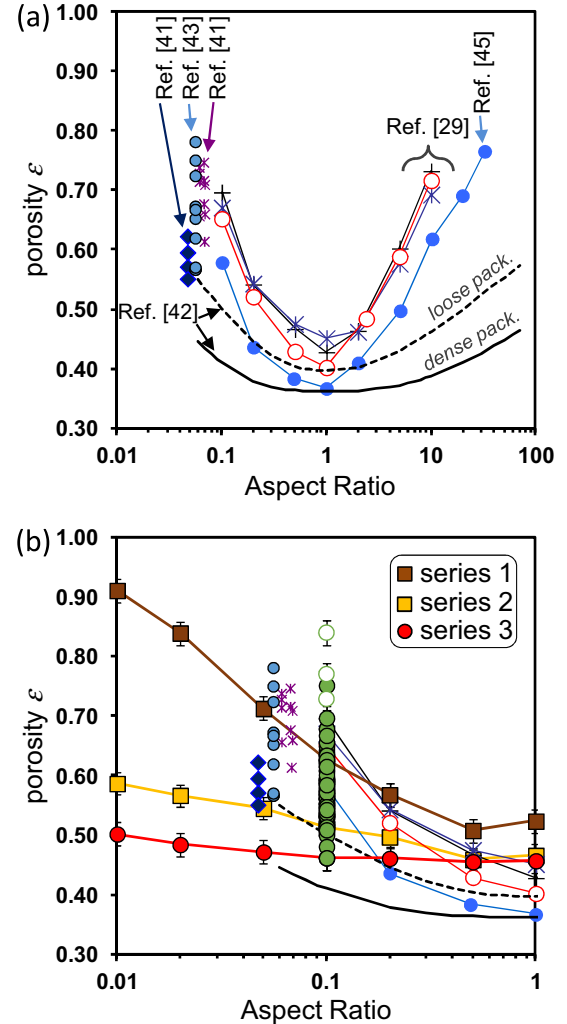 (a)
1.00
0.90
0.80
0.70
0.60
0.50
0.40
0.30
porosity ε
Ref. [41]
Ref. [43]
Ref. [41]
Ref. [45]
Ref. [29]
Ref. [42]
loose pack.
dense pack.
0.01
0.1
1
10
100
Aspect Ratio
(b)
1.00
0.90
0.80
0.70
0.60
0.50
0.40
0.30
porosity ε
series 1
series 2
series 3
0.01
0.1
1
Aspect Ratio